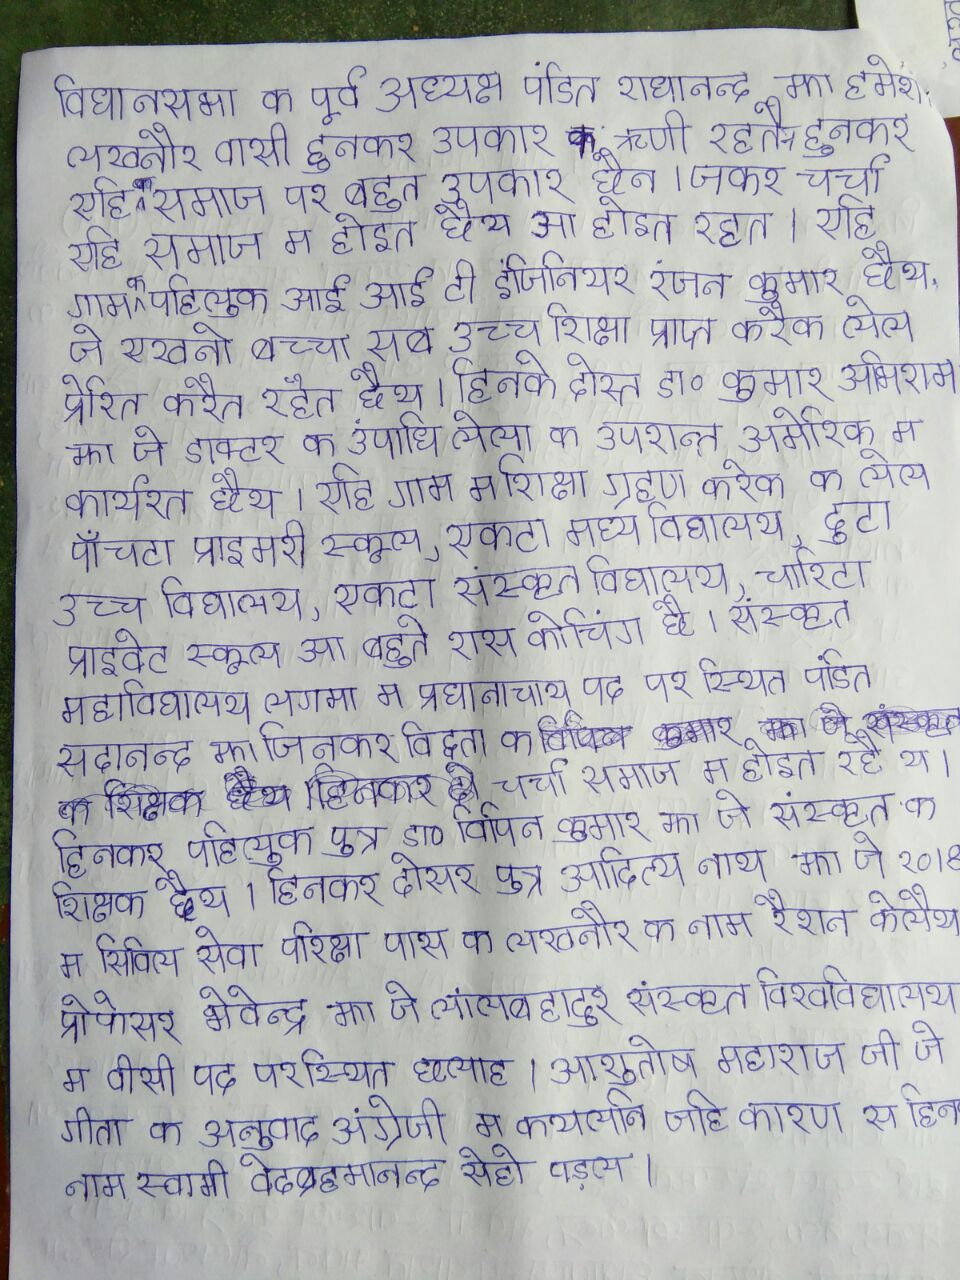 विधानसभा क पूर्व अध्यक्ष पंडित राधानन्द झा हमेशा
लखनौर वासी हुनकर उपकार क ऋणी रहतै हुनकर
एहि समाज पर बहुत उपकार छैन । जकर चर्चा
एहि समाज म होइत छैथ आ होइत रहत । एहि
गाम के पहिलुक आई आई टी इंजिनियर रंजन कुमार छैथ,
जे एखनो बच्चा सब उच्च शिक्षा प्राप्त करैक लेल
प्रेरित करैत रहैत छैथ । हिनके दोस्त डा० कुमार अभिराम
झा जे डाक्टर क उपाधि लेला क उपरान्त अमेरिका म
कार्यरत छैथ । एहि गाम म शिक्षा ग्रहण करैक क लेल
पाँचटा प्राइमरी स्कूल, एकटा मध्य विद्यालय, दुटा
उच्च विद्यालय, एकटा संस्कृत विद्यालय, चारिटा
प्राइवेट स्कूल आ बहुते रास कोचिंग छै । संस्कृत
महाविद्यालय लगमा म प्रधानाचाय पद पर स्थित पंडित
सदानन्द झा जिनकर विद्वता क
चर्चा समाज म होइत रहै थ ।
हिनकर पहिलुक पुत्र डा० विपिन कुमार झा जे संस्कृत क
शिक्षक छैथ । हिनकर दोसर पुत्र आदित्य नाथ झा जे २०18
म सिविल सेवा परिक्षा पास क लखनौर क नाम रैशन केलैथ
प्रोफेसर भेवेन्द्र झा जे लालबहादुर संस्कृत विश्वविद्यालय
म वीसी पद पर स्थित छलाह । आशुतोष महाराज जी जे
गीता क अनुवाद अंग्रेजी म कयलनि जहि कारण स हिन
नाम स्वामी वेदब्रहमानन्द सेहो पड़ल ।